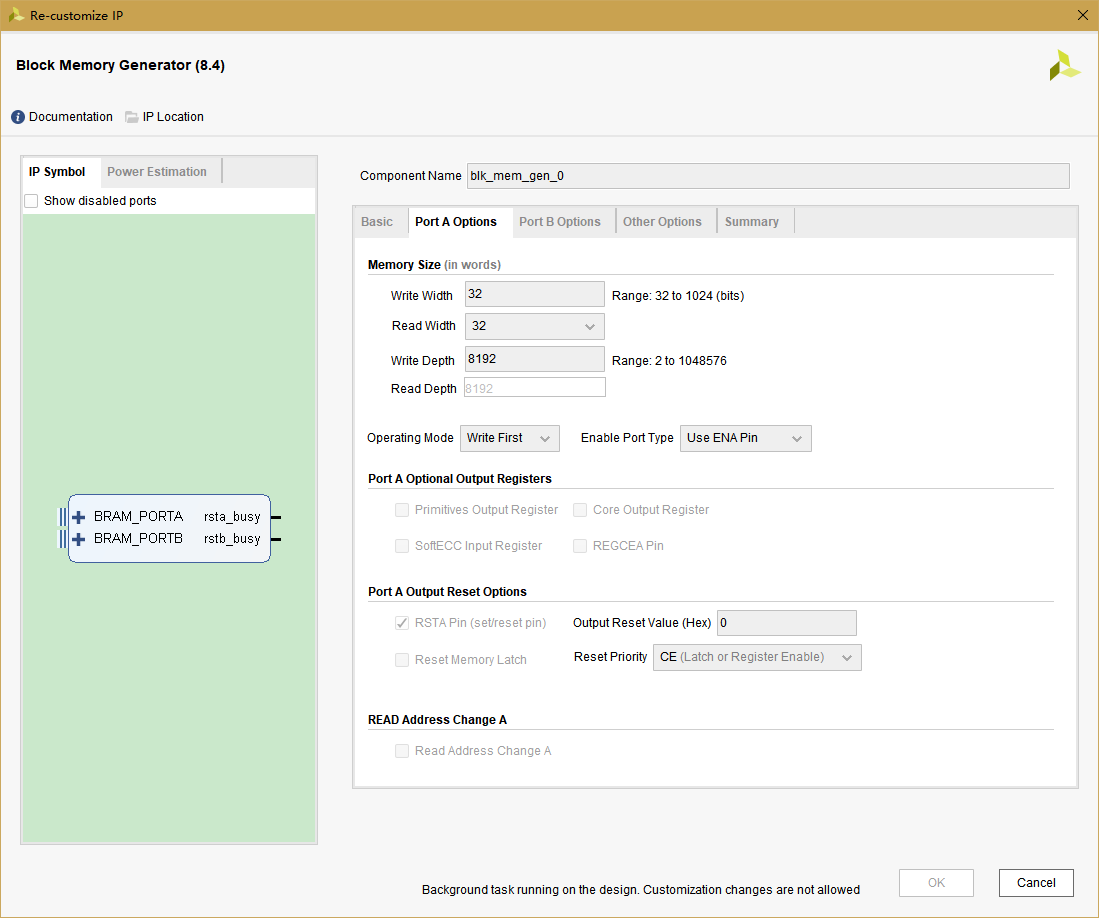 Re-customize IP
Block Memory Generator (8.4)
Documentation IP Location
IP Symbol Power Estimation
Show disabled ports
BRAM_PORTA rsta_busy
BRAM_PORTB rstb_busy
Component Name blk_mem_gen_0
Basic Port A Options Port B Options Other Options Summary
Memory Size (in words)
Write Width 32 Range: 32 to 1024 (bits)
Read Width 32
Write Depth 8192 Range: 2 to 1048576
Read Depth 8192
Operating Mode Write First Enable Port Type Use ENA Pin
Port A Optional Output Registers
Primitives Output Register Core Output Register
SoftECC Input Register REGCEA Pin
Port A Output Reset Options
RSTA Pin (set/reset pin) Output Reset Value (Hex) 0
Reset Memory Latch Reset Priority CE (Latch or Register Enable)
READ Address Change A
Read Address Change A
Background task running on the design. Customization changes are not allowed OK Cancel